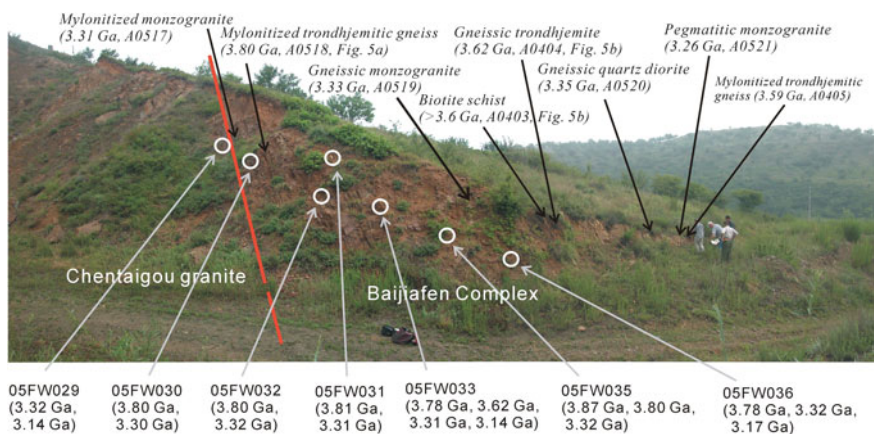 Mylonitized monzogranite
(3.31 Ga, A0517)
Mylonitized trondhjemitic gneiss
(3.80 Ga, A0518, Fig. 5a)
Gneissic monzogranite
(3.33 Ga, A0519)
Biotite schist
(>3.6 Ga, A0403, Fig. 5b)
Gneissic trondhjemite
(3.62 Ga, A0404, Fig. 5b)
Gneissic quartz diorite
(3.35 Ga, A0520)
Pegmatitic monzogranite
(3.26 Ga, A0521)
Mylonitized trondhjemitic
gneiss (3.59 Ga, A0405)
Chentaigou granite
Baijiafen Complex
05FW029
(3.32 Ga,
3.14 Ga)
05FW030
(3.80 Ga,
3.30 Ga)
05FW032
(3.80 Ga,
3.32 Ga)
05FW031
(3.81 Ga,
3.31 Ga)
05FW033
(3.78 Ga, 3.62 Ga,
3.31 Ga, 3.14 Ga)
05FW035
(3.87 Ga, 3.80 Ga,
3.32 Ga)
05FW036
(3.78 Ga, 3.32 Ga,
3.17 Ga)